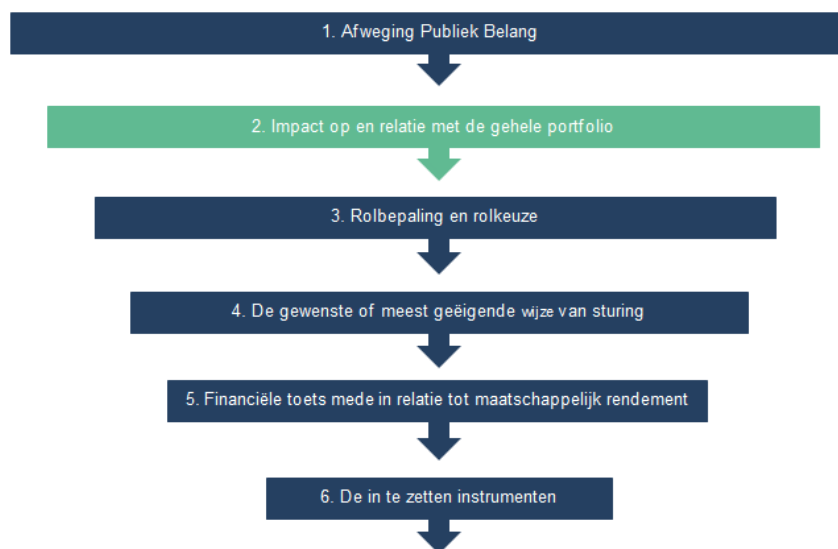 1. Afweging Publiek Belang
2. Impact op en relatie met de gehele portfolio
3. Rolbepaling en rolkeuze
4. De gewenste of meest geëigende wijze van sturing
5. Financiële toets mede in relatie tot maatschappelijk rendement
6. De in te zetten instrumenten